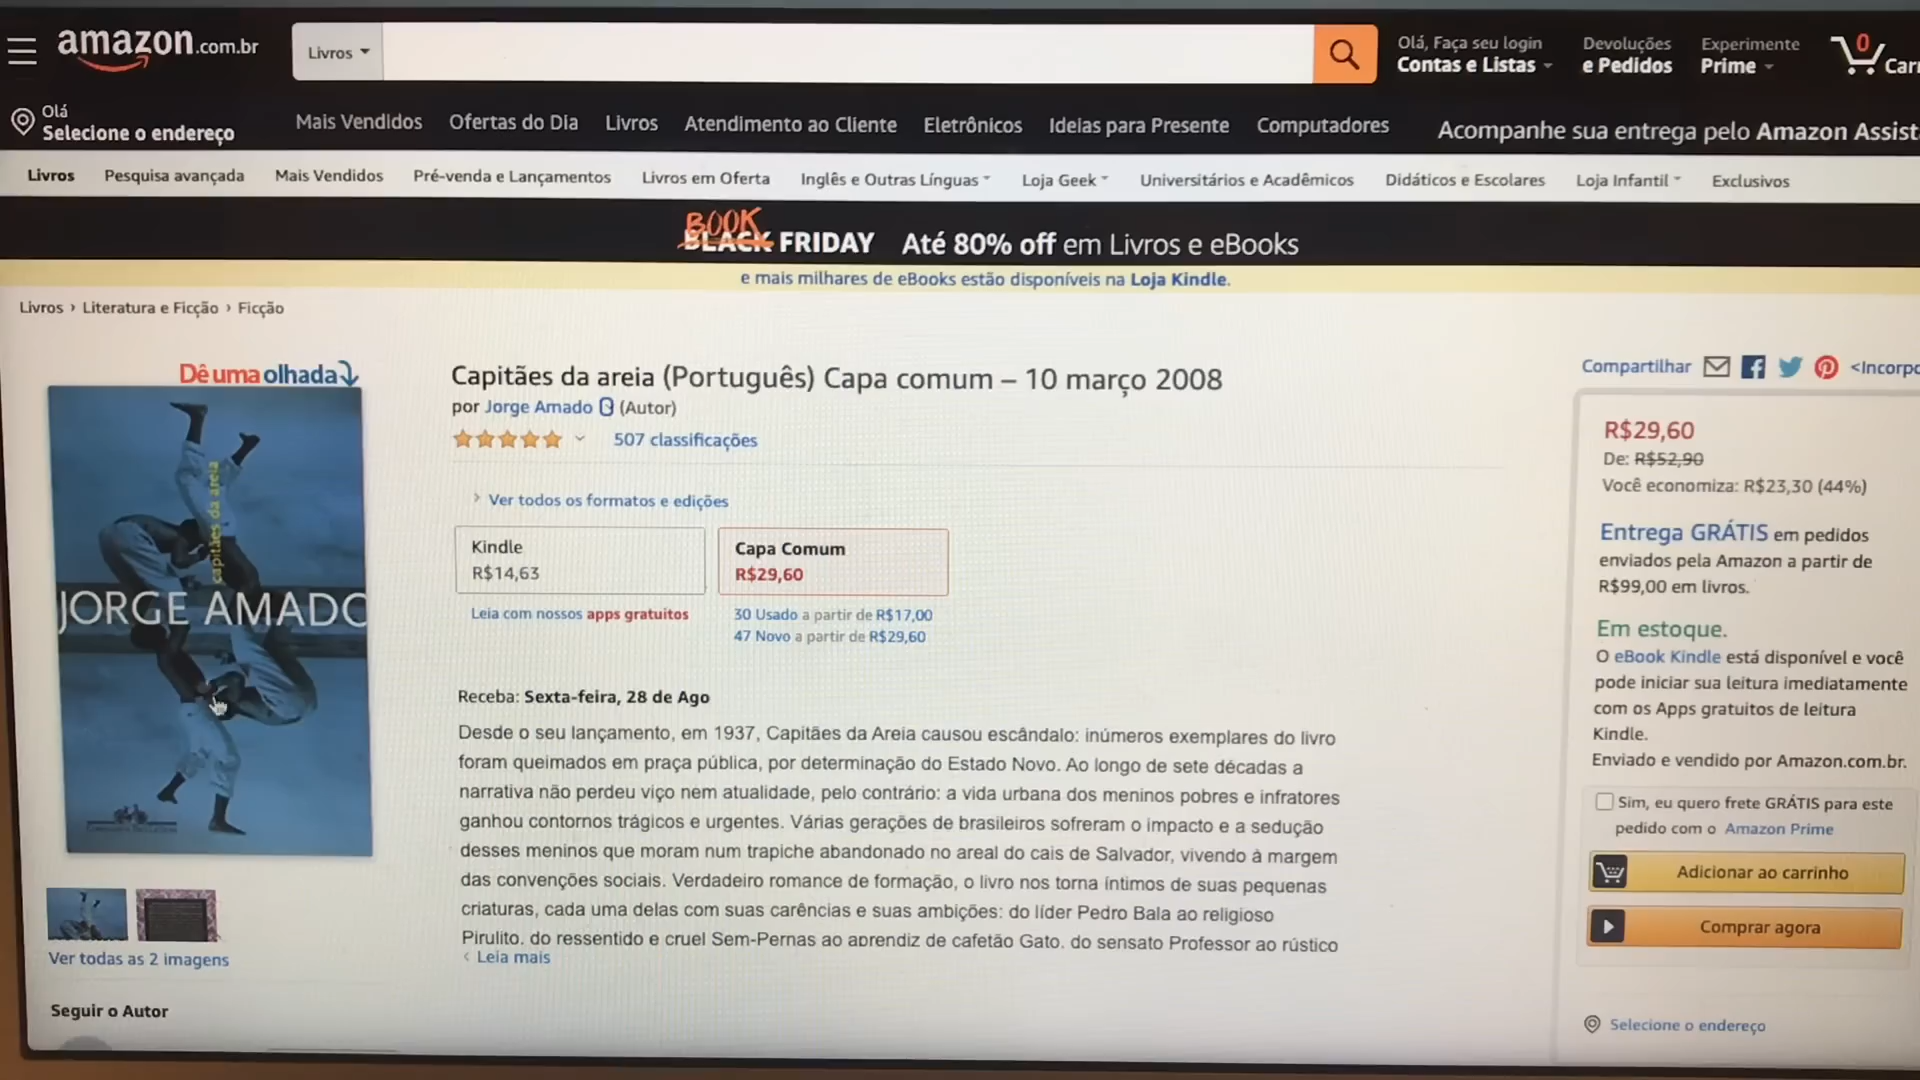 amazon.com.br
Livros
Olá, Faça seu login
Contas e Listas
Devoluções
e Pedidos
Experimente
Prime
0
Carr
Olá
Selecione o endereço
Mais Vendidos
Ofertas do Dia
Livros
Atendimento ao Cliente
Eletrônicos
Ideias para Presente
Computadores
Acompanhe sua entrega pelo Amazon Assist
Livros
Pesquisa avançada
Mais Vendidos
Pré-venda e Lançamentos
Livros em Oferta
Inglês e Outras Línguas
Loja Geek
Universitários e Acadêmicos
Didáticos e Escolares
Loja Infantil
Exclusivos
BOOK
BLACK FRIDAY Até 80% off em Livros e eBooks
e mais milhares de eBooks estão disponíveis na Loja Kindle.
Livros › Literatura e Ficção › Ficção
Dê uma olhada
capitães da areia
JORGE AMADO
Ver todas as 2 imagens
Seguir o Autor
Capitães da areia (Português) Capa comum – 10 março 2008
por Jorge Amado (Autor)
507 classificações
› Ver todos os formatos e edições
Kindle
R$14,63
Leia com nossos apps gratuitos
Capa Comum
R$29,60
30 Usado a partir de R$17,00
47 Novo a partir de R$29,60
Receba: Sexta-feira, 28 de Ago
Desde o seu lançamento, em 1937, Capitães da Areia causou escândalo: inúmeros exemplares do livro
foram queimados em praça pública, por determinação do Estado Novo. Ao longo de sete décadas a
narrativa não perdeu viço nem atualidade, pelo contrário: a vida urbana dos meninos pobres e infratores
ganhou contornos trágicos e urgentes. Várias gerações de brasileiros sofreram o impacto e a sedução
desses meninos que moram num trapiche abandonado no areal do cais de Salvador, vivendo à margem
das convenções sociais. Verdadeiro romance de formação, o livro nos torna íntimos de suas pequenas
criaturas, cada uma delas com suas carências e suas ambições: do líder Pedro Bala ao religioso
Pirulito, do ressentido e cruel Sem-Pernas ao aprendiz de cafetão Gato, do sensato Professor ao rústico
Leia mais
Compartilhar
<Incorpo
R$29,60
De: R$52,90
Você economiza: R$23,30 (44%)
Entrega GRÁTIS em pedidos
enviados pela Amazon a partir de
R$99,00 em livros.
Em estoque.
O eBook Kindle está disponível e você
pode iniciar sua leitura imediatamente
com os Apps gratuitos de leitura
Kindle.
Enviado e vendido por Amazon.com.br.
Sim, eu quero frete GRÁTIS para este
pedido com o Amazon Prime
Adicionar ao carrinho
Comprar agora
Selecione o endereço